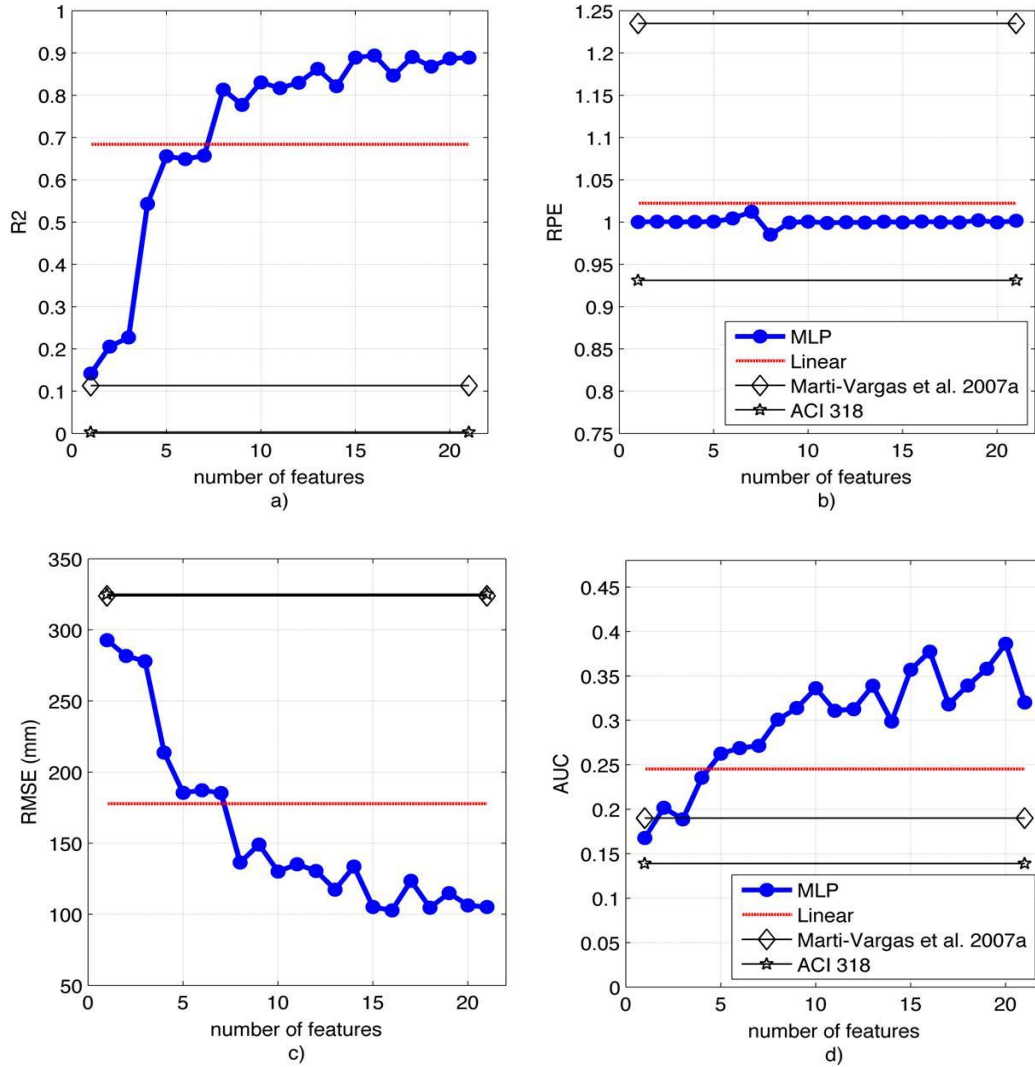 1
0.9
0.8
0.7
0.6
0.5
0.4
0.3
0.2
0.1
0
R2
0 5 10 15 20
number of features
a)
1.25
1.2
1.15
1.1
1.05
1
0.95
0.9
0.85
0.8
0.75
RPE
MLP
Linear
Marti-Vargas et al. 2007a
ACI 318
0 5 10 15 20
number of features
b)
350
300
250
200
150
100
50
RMSE (mm)
0 5 10 15 20
number of features
c)
0.45
0.4
0.35
0.3
0.25
0.2
0.15
0.1
0.05
0
AUC
MLP
Linear
Marti-Vargas et al. 2007a
ACI 318
0 5 10 15 20
number of features
d)